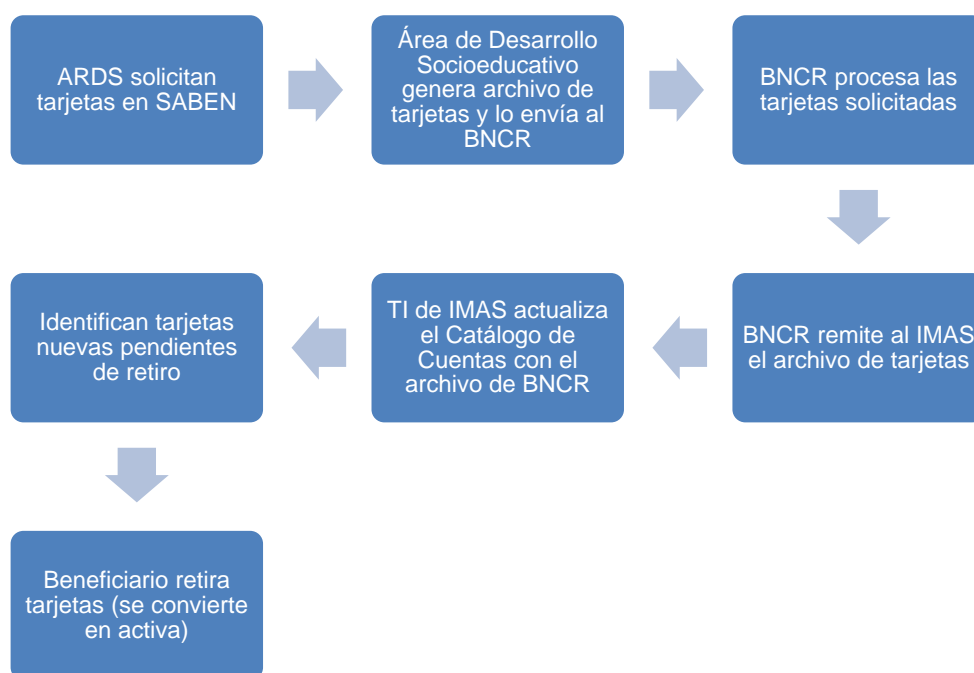 ARDS solicitan
tarjetas en SABEN
Área de Desarrollo
Socioeducativo
genera archivo de
tarjetas y lo envía al
BNCR
BNCR procesa las
tarjetas solicitadas
BNCR remite al IMAS
el archivo de tarjetas
TI de IMAS actualiza
el Catálogo de
Cuentas con el
archivo de BNCR
Identifican tarjetas
nuevas pendientes
de retiro
Beneficiario retira
tarjetas (se convierte
en activa)